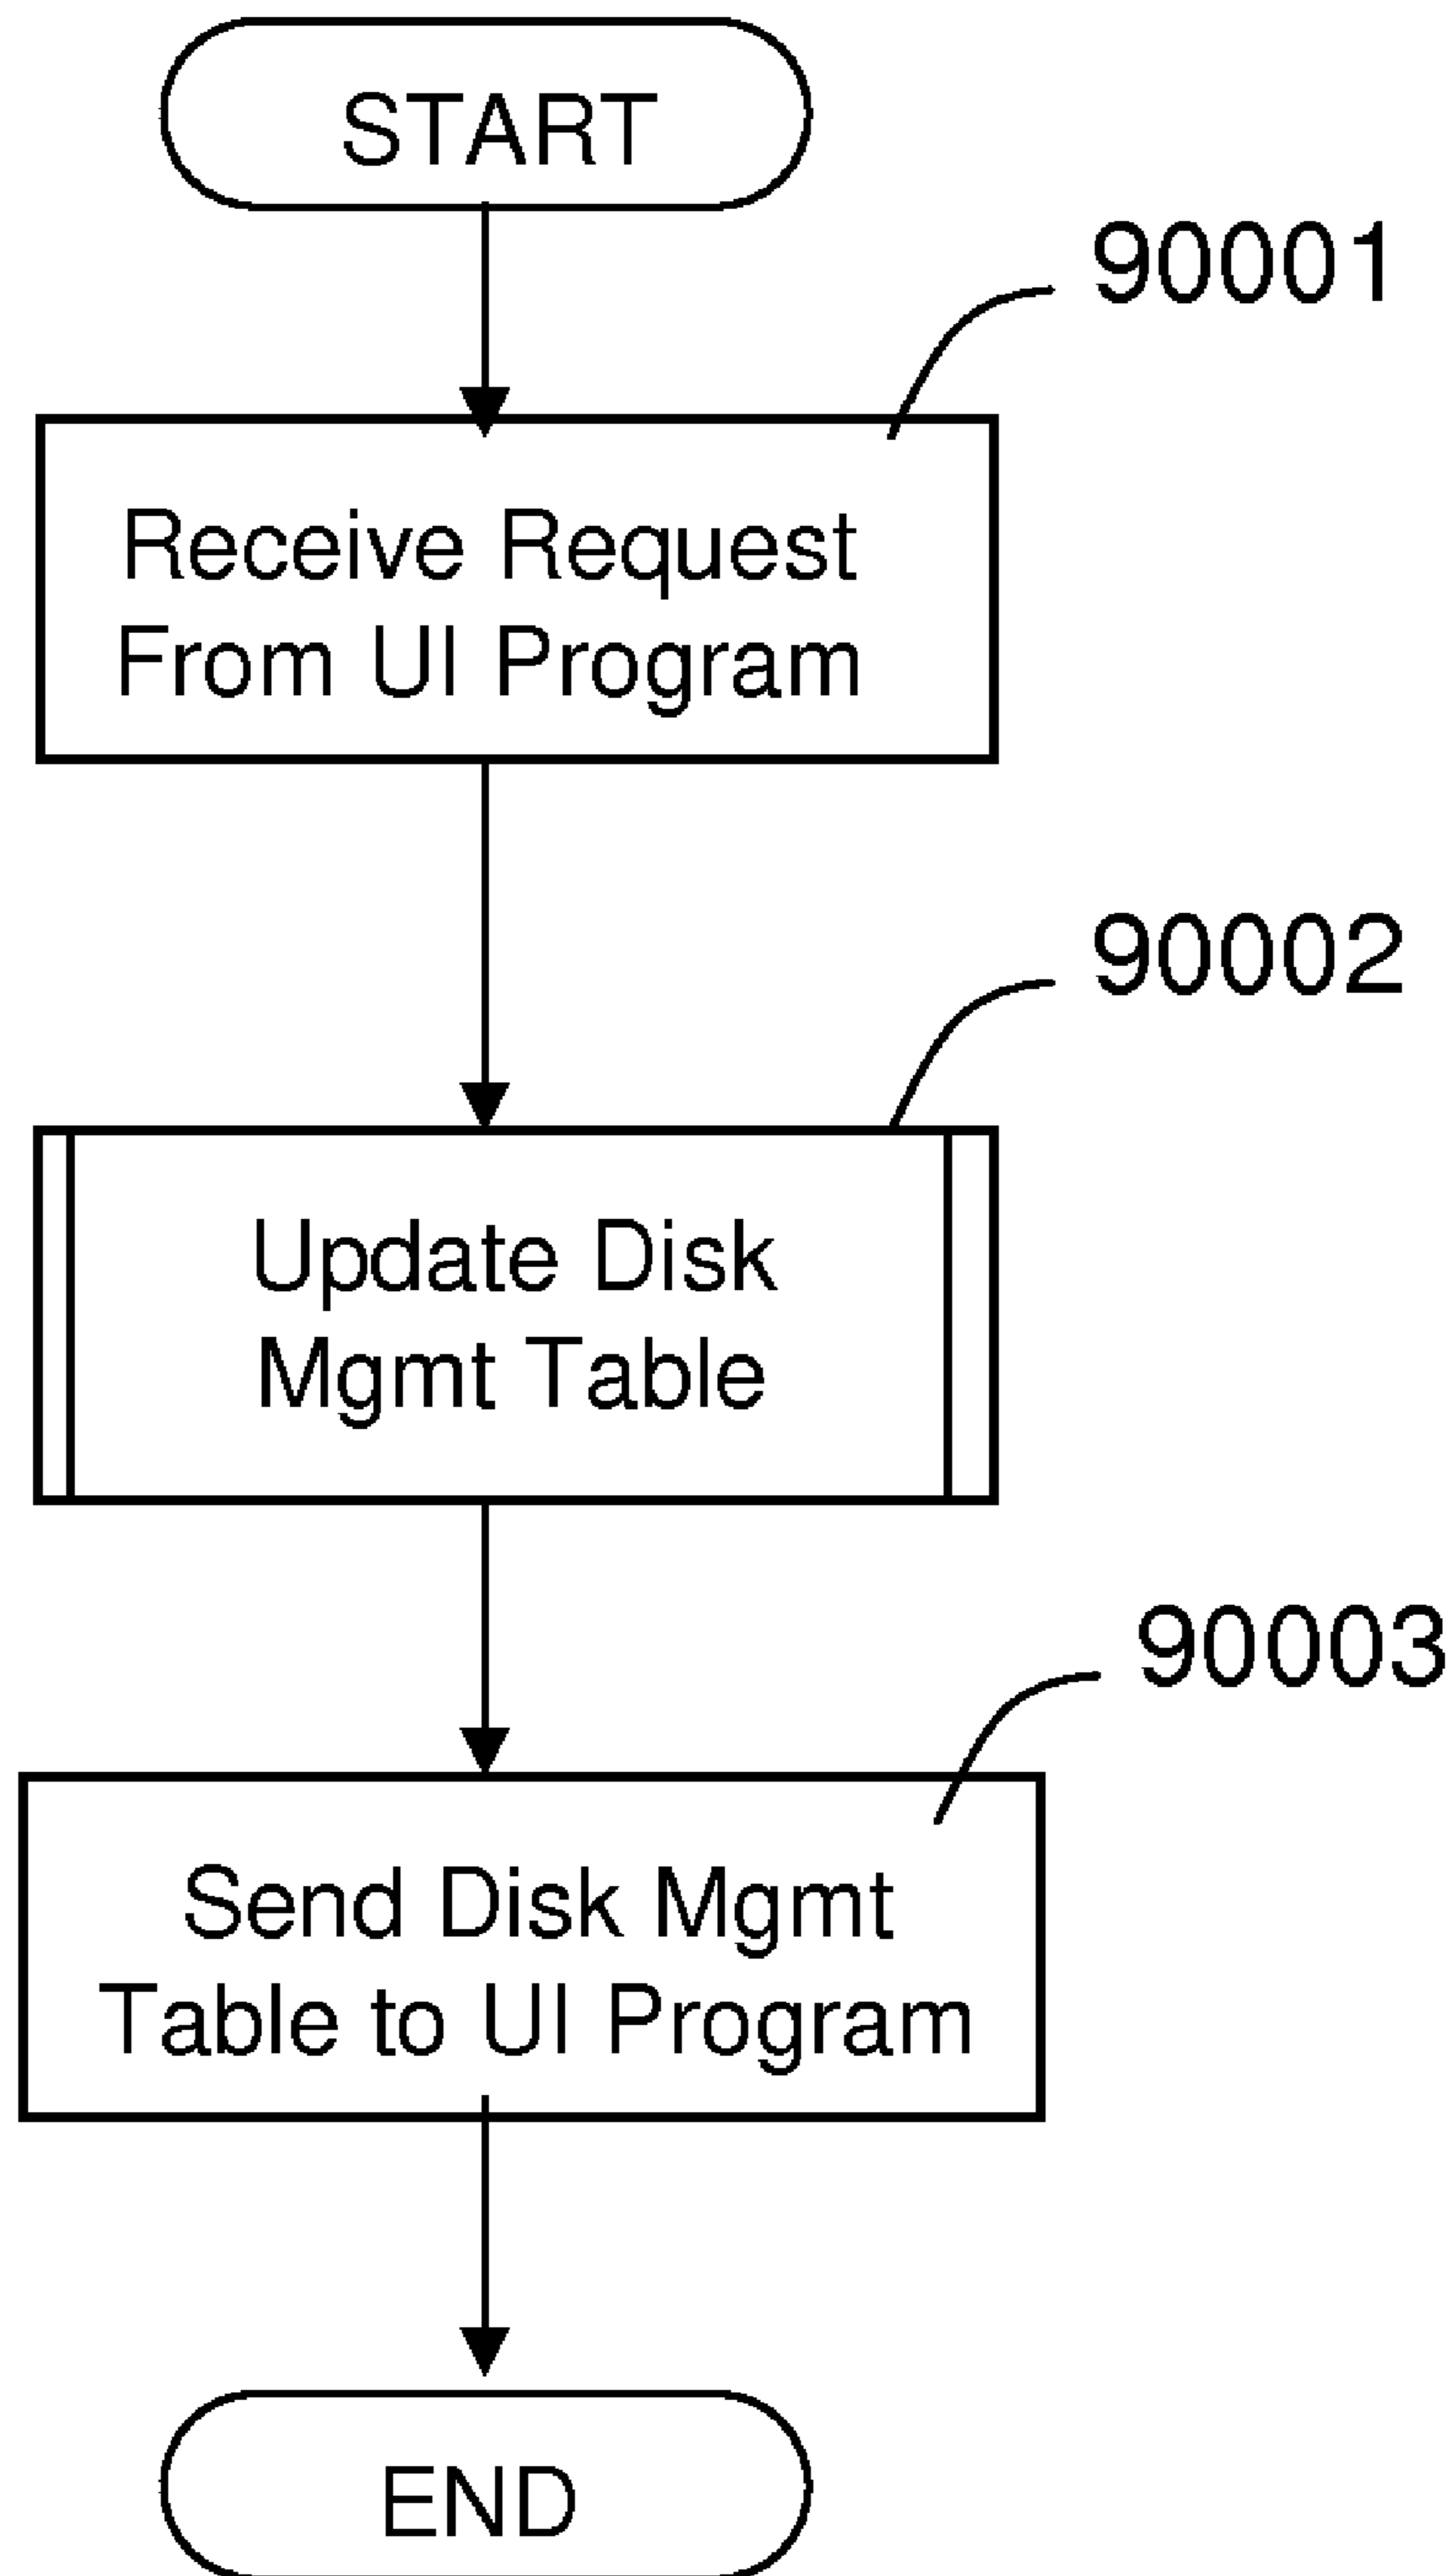 START
90001
Receive Request
From UI Program
90002
Update Disk
Mgmt Table
90003
Send Disk Mgmt
Table to UI Program
END